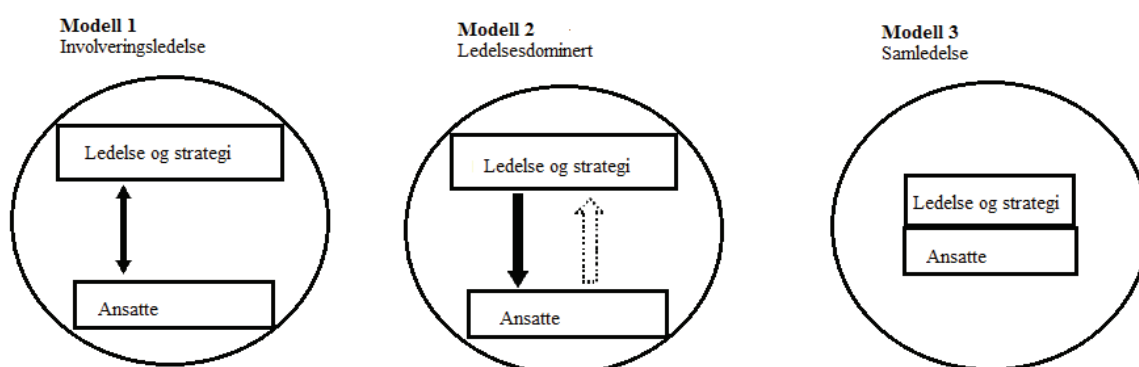 Modell 1
Involveringsledelse
Ledelse og strategi
Ansatte
Modell 2
Ledelsesdominert
Ledelse og strategi
Ansatte
Modell 3
Samledelse
Ledelse og strategi
Ansatte